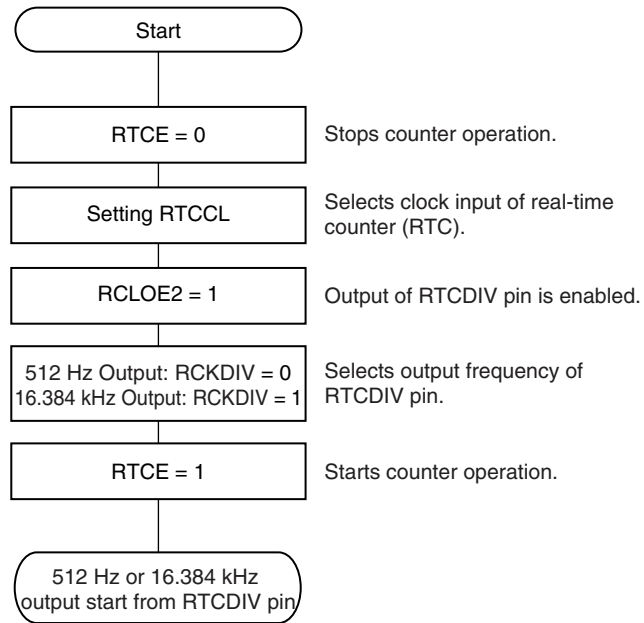 Start
RTCE = 0
Stops counter operation.
Setting RTCCL
Selects clock input of real-time
counter (RTC).
RCLOE2 = 1
Output of RTCDIV pin is enabled.
512 Hz Output: RCKDIV = 0
16.384 kHz Output: RCKDIV = 1
Selects output frequency of
RTCDIV pin.
RTCE = 1
Starts counter operation.
512 Hz or 16.384 kHz
output start from RTCDIV pin